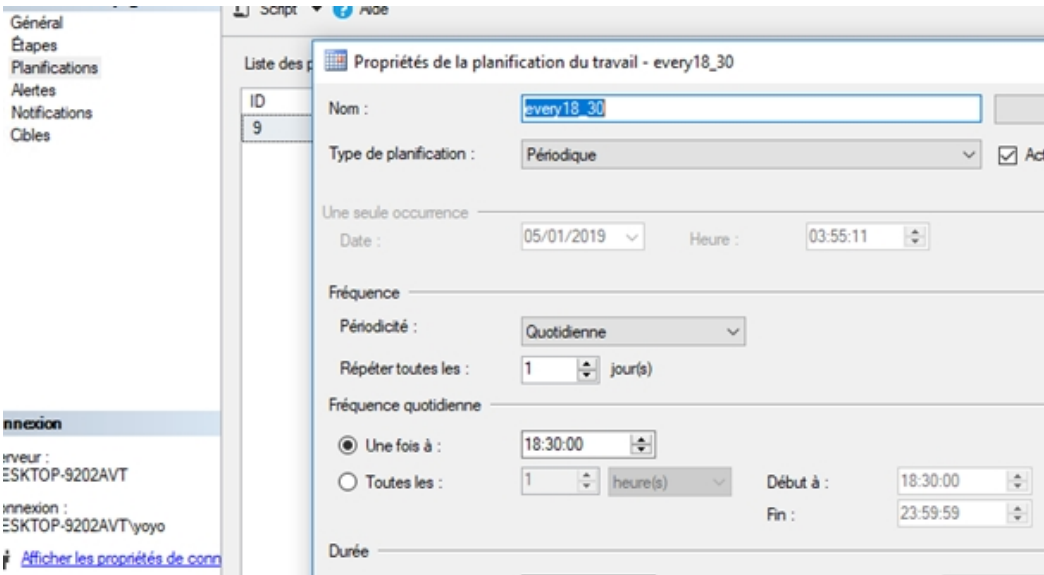 Script Aide
Général
Étapes
Planifications
Alertes
Notifications
Cibles
Liste des p
ID
9
Propriétés de la planification du travail - every18_30
Nom :
every18_30
Type de planification :
Périodique
Act
Une seule occurrence
Date :
05/01/2019
Heure :
03:55:11
Fréquence
Périodicité :
Quotidienne
Répéter toutes les :
1
jour(s)
Fréquence quotidienne
Une fois à :
18:30:00
Toutes les :
1
heure(s)
Début à :
18:30:00
Fin :
23:59:59
Durée
nnexion
erveur :
ESKTOP-9202AVT
onnexion :
ESKTOP-9202AVT\yoyo
Afficher les propriétés de conn